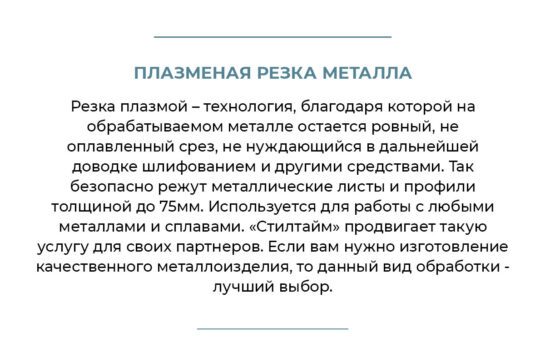 ПЛАЗМЕНАЯ РЕЗКА МЕТАЛЛА
Резка плазмой – технология, благодаря которой на
обрабатываемом металле остается ровный, не
оплавленный срез, не нуждающийся в дальнейшей
доводке шлифованием и другими средствами. Так
безопасно режут металлические листы и профили
толщиной до 75мм. Используется для работы с любыми
металлами и сплавами. «Стилтайм» продвигает такую
услугу для своих партнеров. Если вам нужно изготовление
качественного металлоизделия, то данный вид обработки -
лучший выбор.